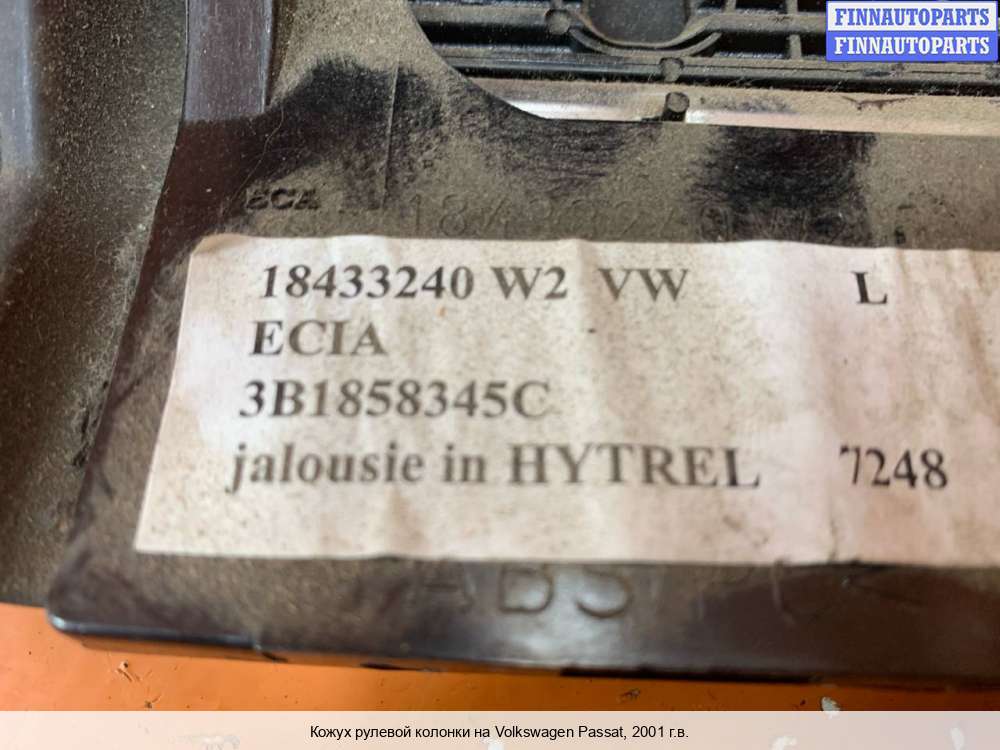 FINNAUTOPARTS
FINNAUTOPARTS
ECIA
18433240 W2 VW L
ECIA
3B1858345C
jalousie in HYTREL 7248
ABS
Кожух рулевой колонки на Volkswagen Passat, 2001 г.в.